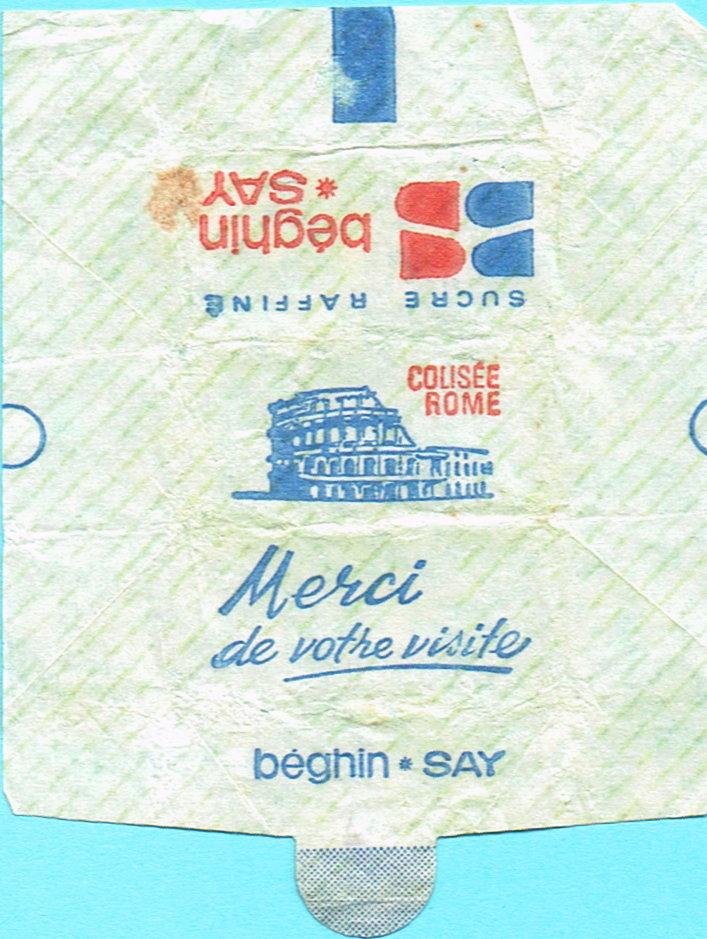 béghin
* SAY
SUCRE RAFFINÉ
COLISÉE
ROME
Merci
de votre visite
béghin * SAY